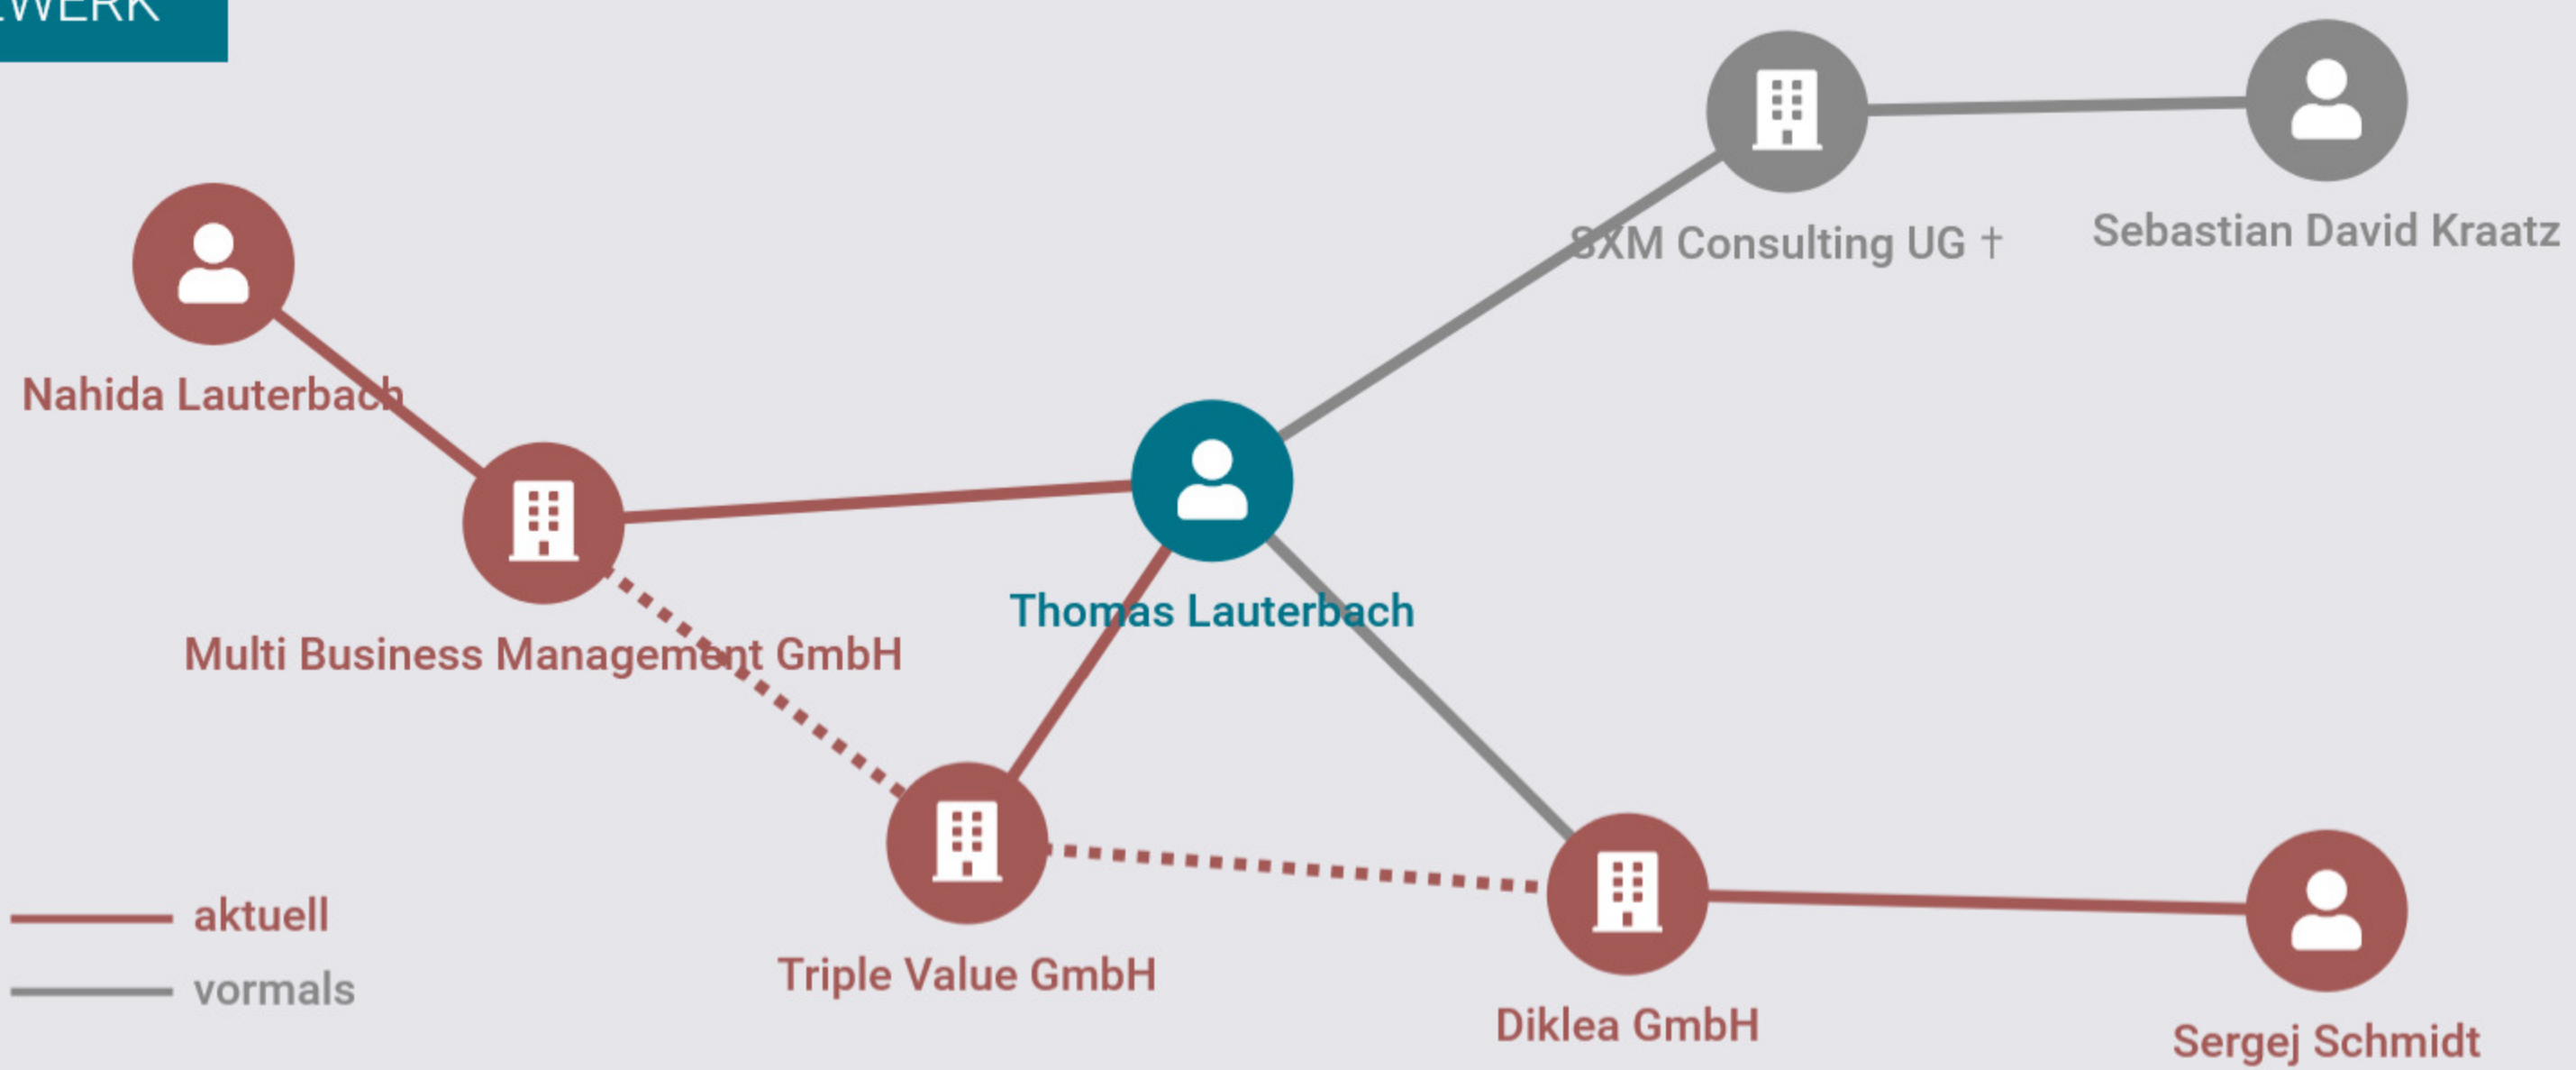 SXM Consulting UG †
Sebastian David Kraatz
Nahida Lauterbach
Thomas Lauterbach
Multi Business Management GmbH
Triple Value GmbH
Diklea GmbH
Sergej Schmidt
aktuell
vormals